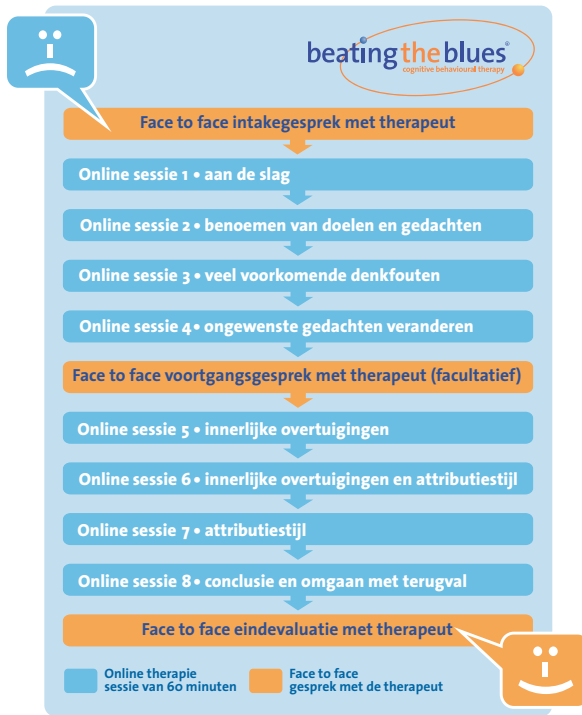 beating the blues®
cognitive behavioural therapy
Face to face intakegesprek met therapeut
Online sessie 1 • aan de slag
Online sessie 2 • benoemen van doelen en gedachten
Online sessie 3 • veel voorkomende denkfouten
Online sessie 4 • ongewenste gedachten veranderen
Face to face voortgangsgesprek met therapeut (facultatief)
Online sessie 5 • innerlijke overtuigingen
Online sessie 6 • innerlijke overtuigingen en attributiestijl
Online sessie 7 • attributiestijl
Online sessie 8 • conclusie en omgaan met terugval
Face to face eindevaluatie met therapeut
Online therapie
sessie van 60 minuten
Face to face
gesprek met de therapeut